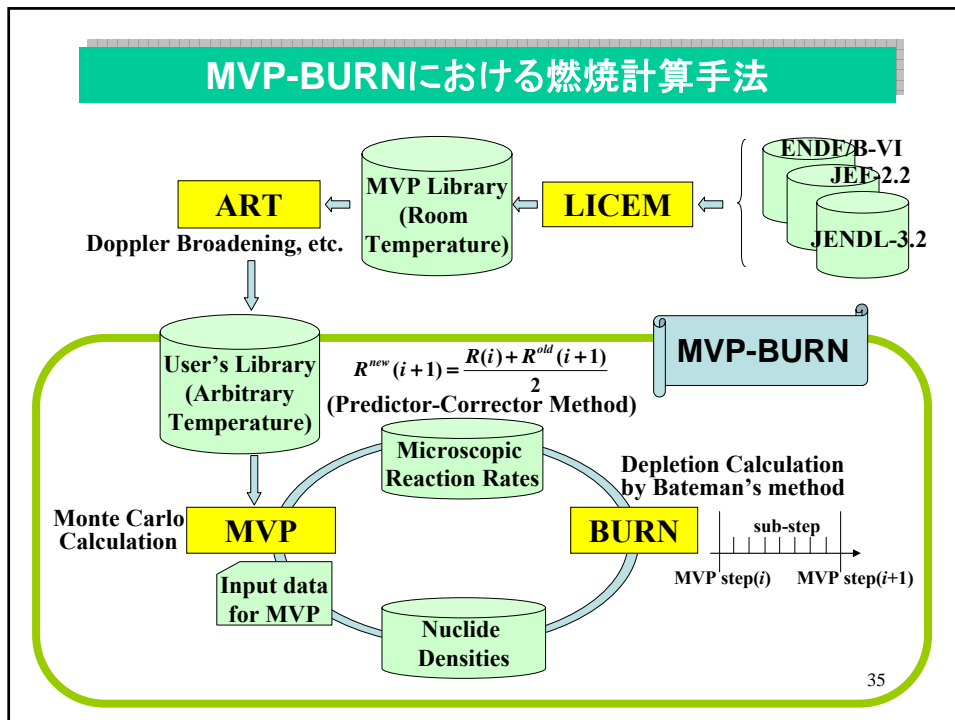 MVP-BURNにおける燃焼計算手法
ENDF/B-VI
JEF-2.2
JENDL-3.2
LICEM
MVP Library
(Room
Temperature)
ART
Doppler Broadening, etc.
User's Library
(Arbitrary
Temperature)
R^{new}(i+1) = \frac{R(i) + R^{old}(i+1)}{2}
(Predictor-Corrector Method)
MVP-BURN
Microscopic
Reaction Rates
Depletion Calculation
by Bateman's method
Monte Carlo
Calculation
MVP
BURN
sub-step
MVP step(i)
MVP step(i+1)
Input data
for MVP
Nuclide
Densities
35